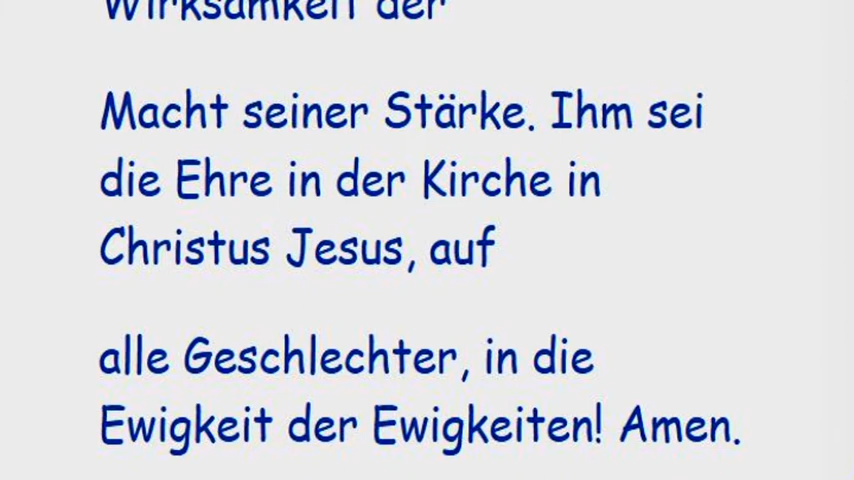 Wirksamkeit der
Macht seiner Stärke. Ihm sei
die Ehre in der Kirche in
Christus Jesus, auf
alle Geschlechter, in die
Ewigkeit der Ewigkeiten! Amen.